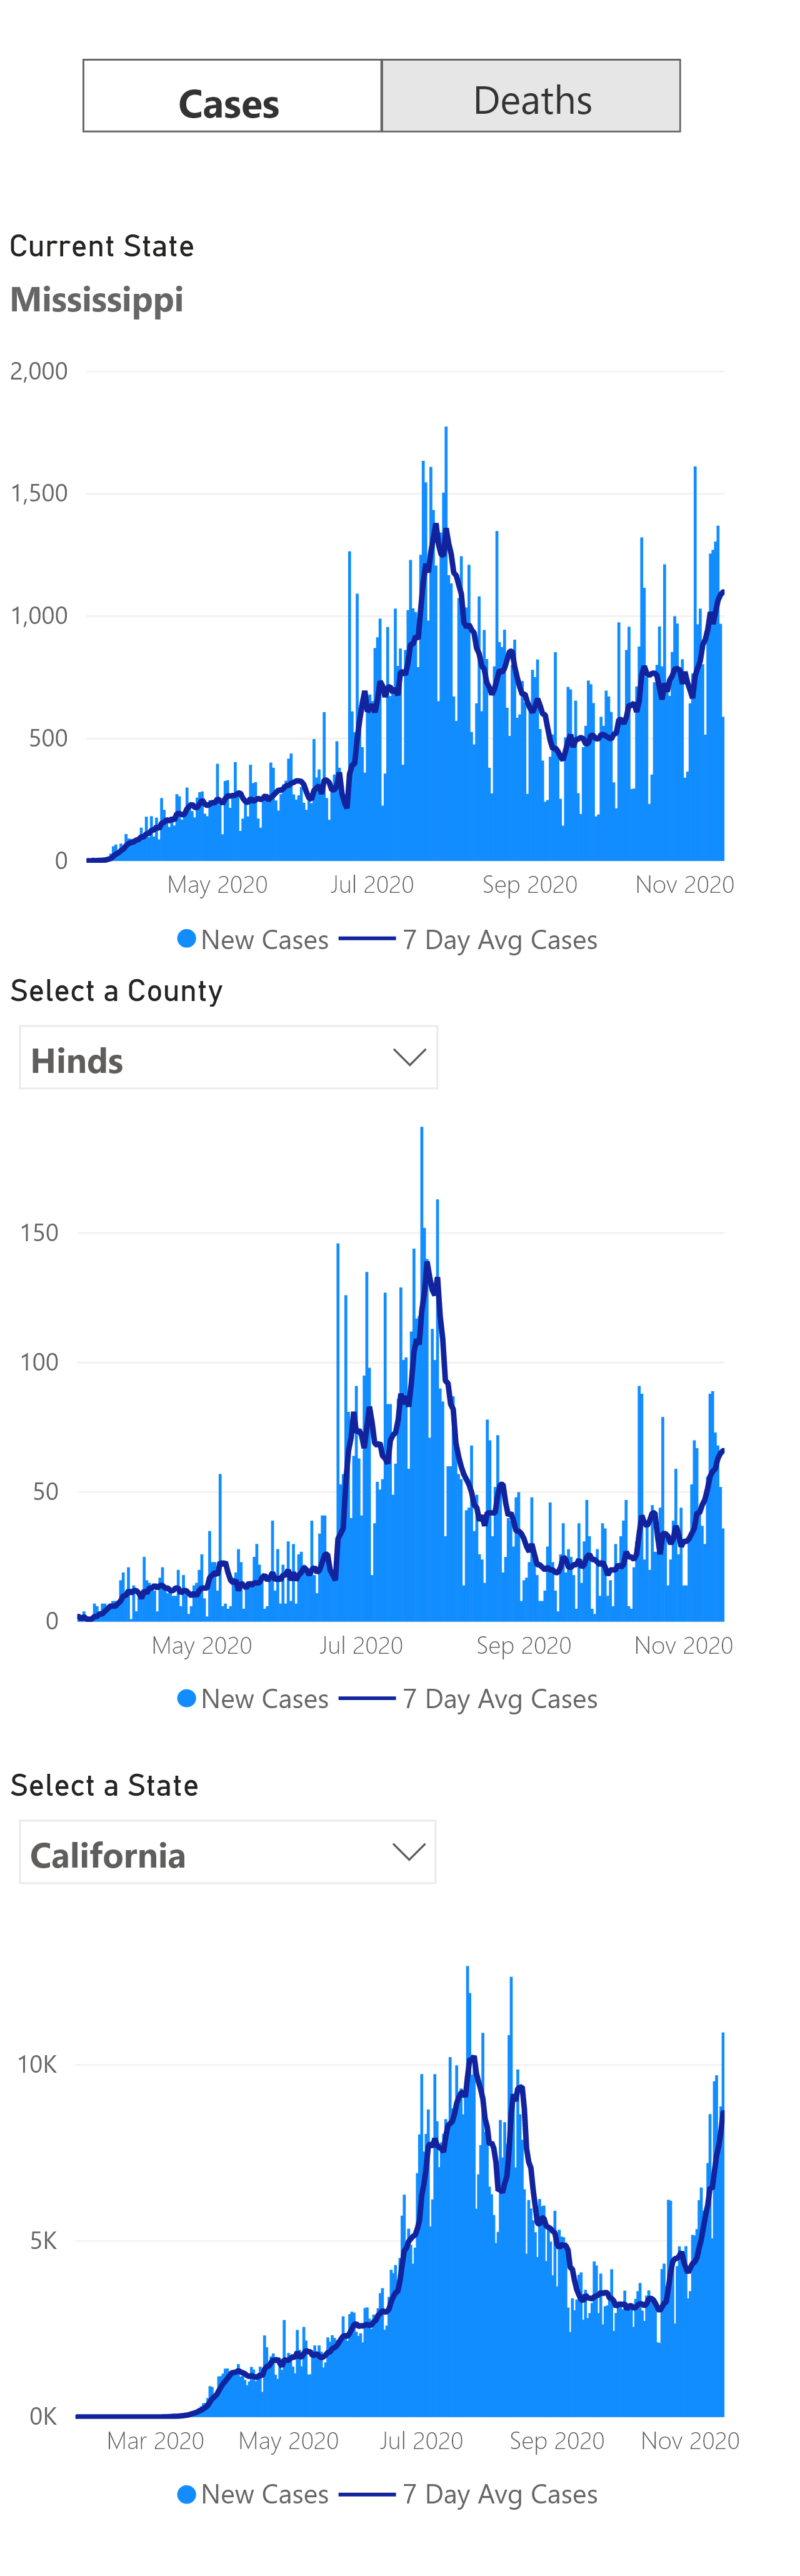 Cases Deaths
Current State
Mississippi
2,000
1,500
1,000
500
0
May 2020 Jul 2020 Sep 2020 Nov 2020
New Cases 7 Day Avg Cases
Select a County
Hinds
150
100
50
0
May 2020 Jul 2020 Sep 2020 Nov 2020
New Cases 7 Day Avg Cases
Select a State
California
10K
5K
0K
Mar 2020 May 2020 Jul 2020 Sep 2020 Nov 2020
New Cases 7 Day Avg Cases